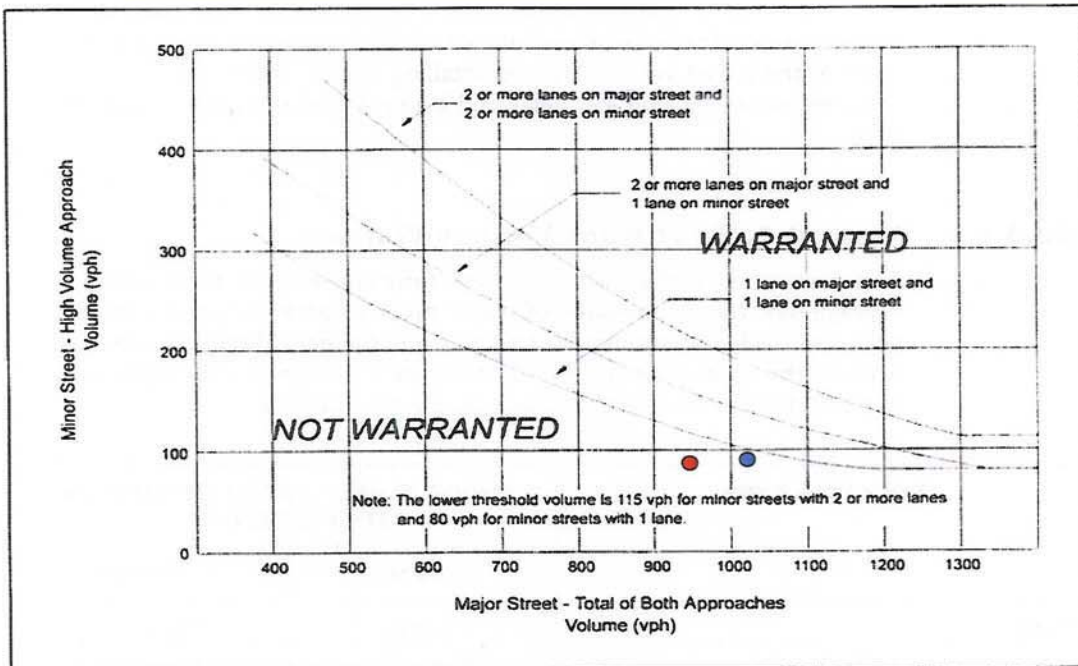 500
400
300
200
100
0
Minor Street - High Volume Approach
Volume (vph)
2 or more lanes on major street and
2 or more lanes on minor street
2 or more lanes on major street and
1 lane on minor street
WARRANTED
1 lane on major street and
1 lane on minor street
NOT WARRANTED
Note: The lower threshold volume is 115 vph for minor streets with 2 or more lanes
and 80 vph for minor streets with 1 lane.
300 400 500 600 700 800 900 1000 1100 1200 1300
Major Street - Total of Both Approaches
Volume (vph)